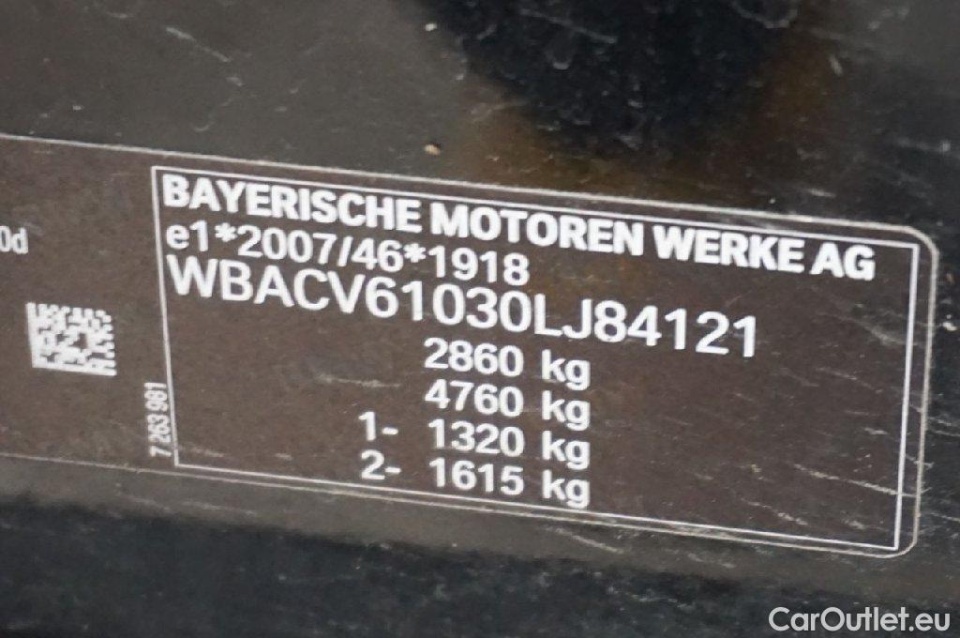 BAYERISCHE MOTOREN WERKE AG
e1*2007/46*1918
WBACV61030LJ84121
2860 kg
4760 kg
1- 1320 kg
2- 1615 kg
0d
7 263 981
CarOutlet.eu